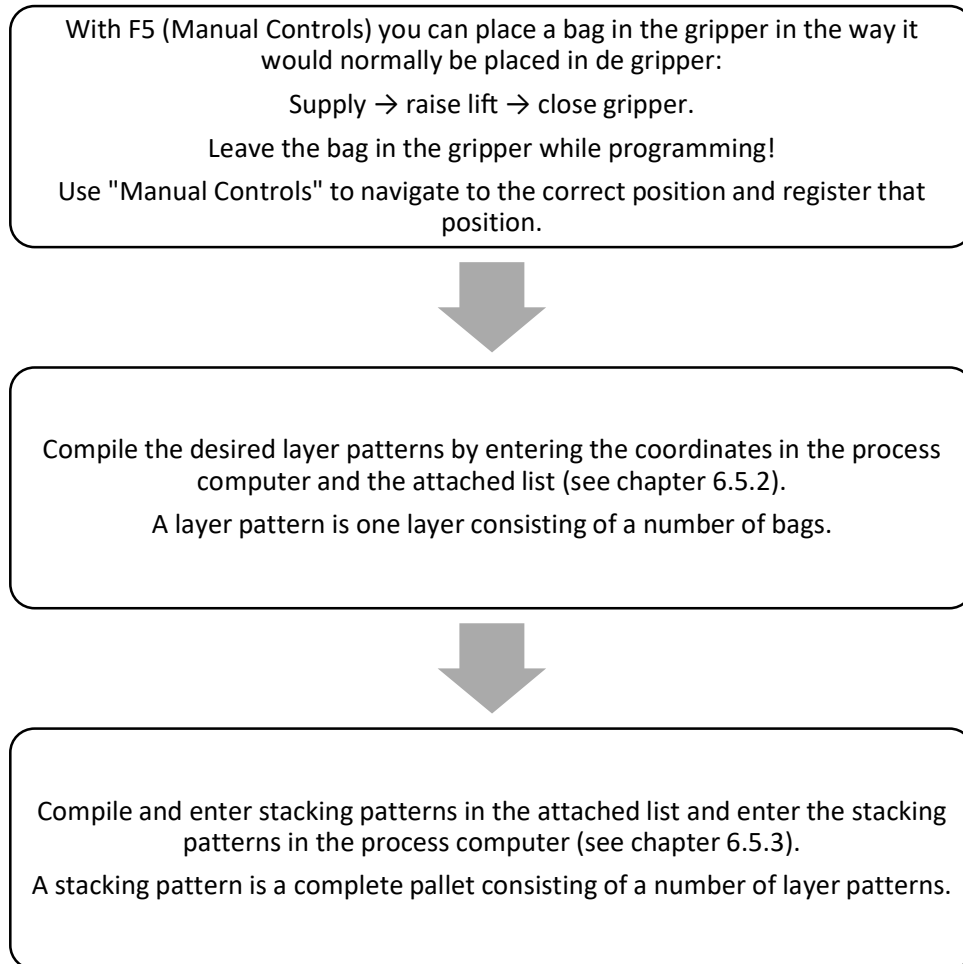 With F5 (Manual Controls) you can place a bag in the gripper in the way it
would normally be placed in de gripper:
Supply → raise lift → close gripper.
Leave the bag in the gripper while programming!
Use "Manual Controls" to navigate to the correct position and register that
position.
Compile the desired layer patterns by entering the coordinates in the process
computer and the attached list (see chapter 6.5.2).
A layer pattern is one layer consisting of a number of bags.
Compile and enter stacking patterns in the attached list and enter the stacking
patterns in the process computer (see chapter 6.5.3).
A stacking pattern is a complete pallet consisting of a number of layer patterns.